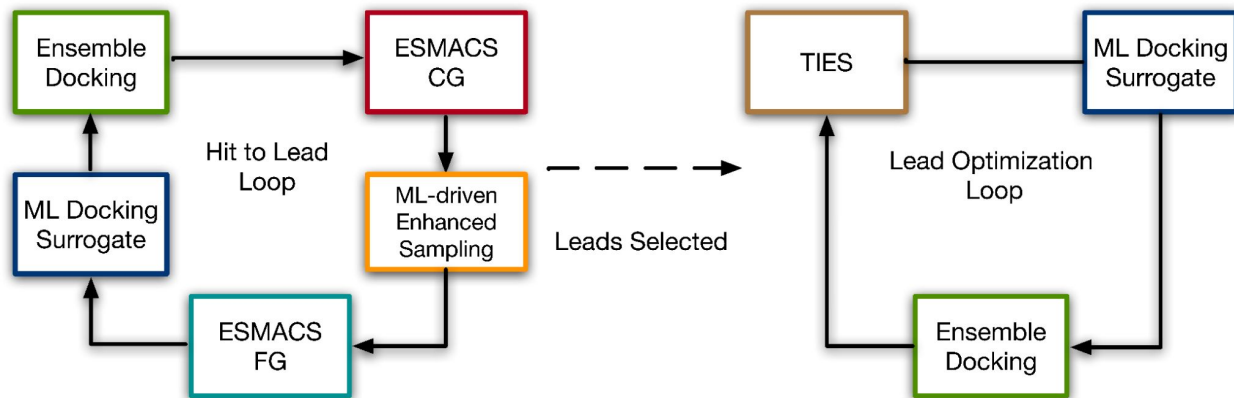 Ensemble
Docking
ESMACS
CG
Hit to Lead
Loop
ML Docking
Surrogate
ML-driven
Enhanced
Sampling
ESMACS
FG
Leads Selected
TIES
ML Docking
Surrogate
Lead Optimization
Loop
Ensemble
Docking